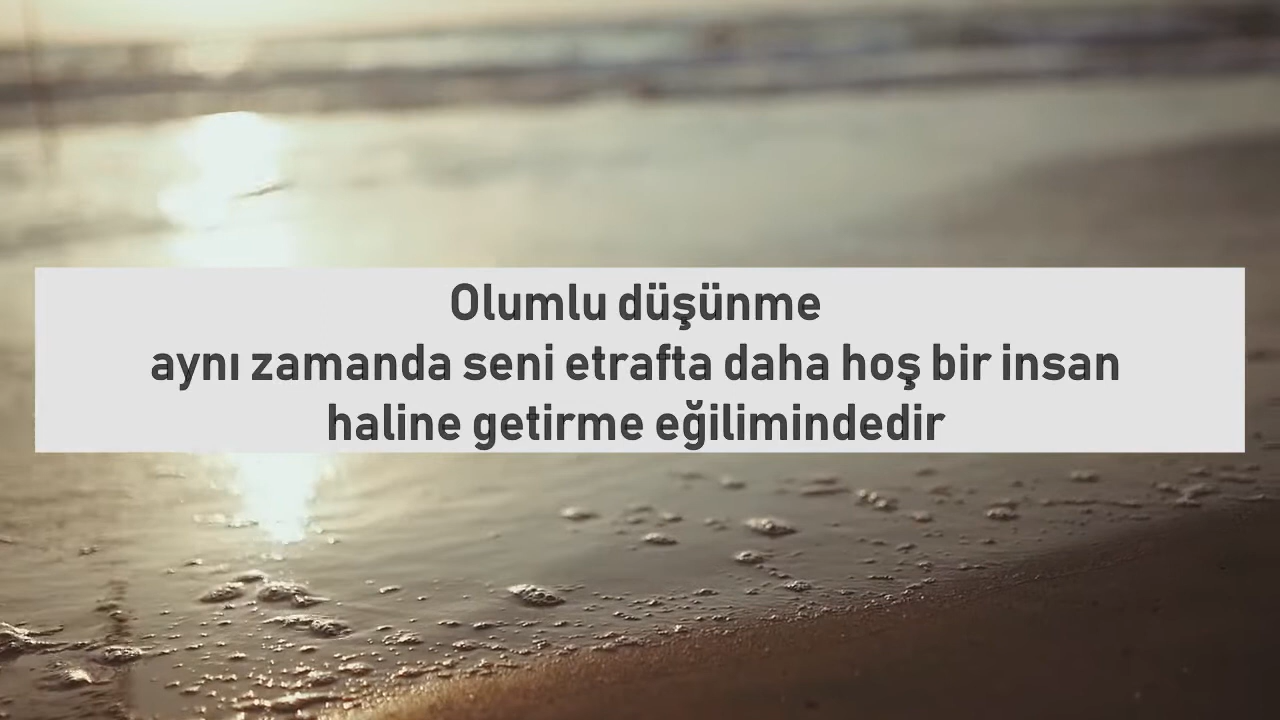 Olumlu düşünme
aynı zamanda seni etrafta daha hoş bir insan
haline getirme eğilimindedir